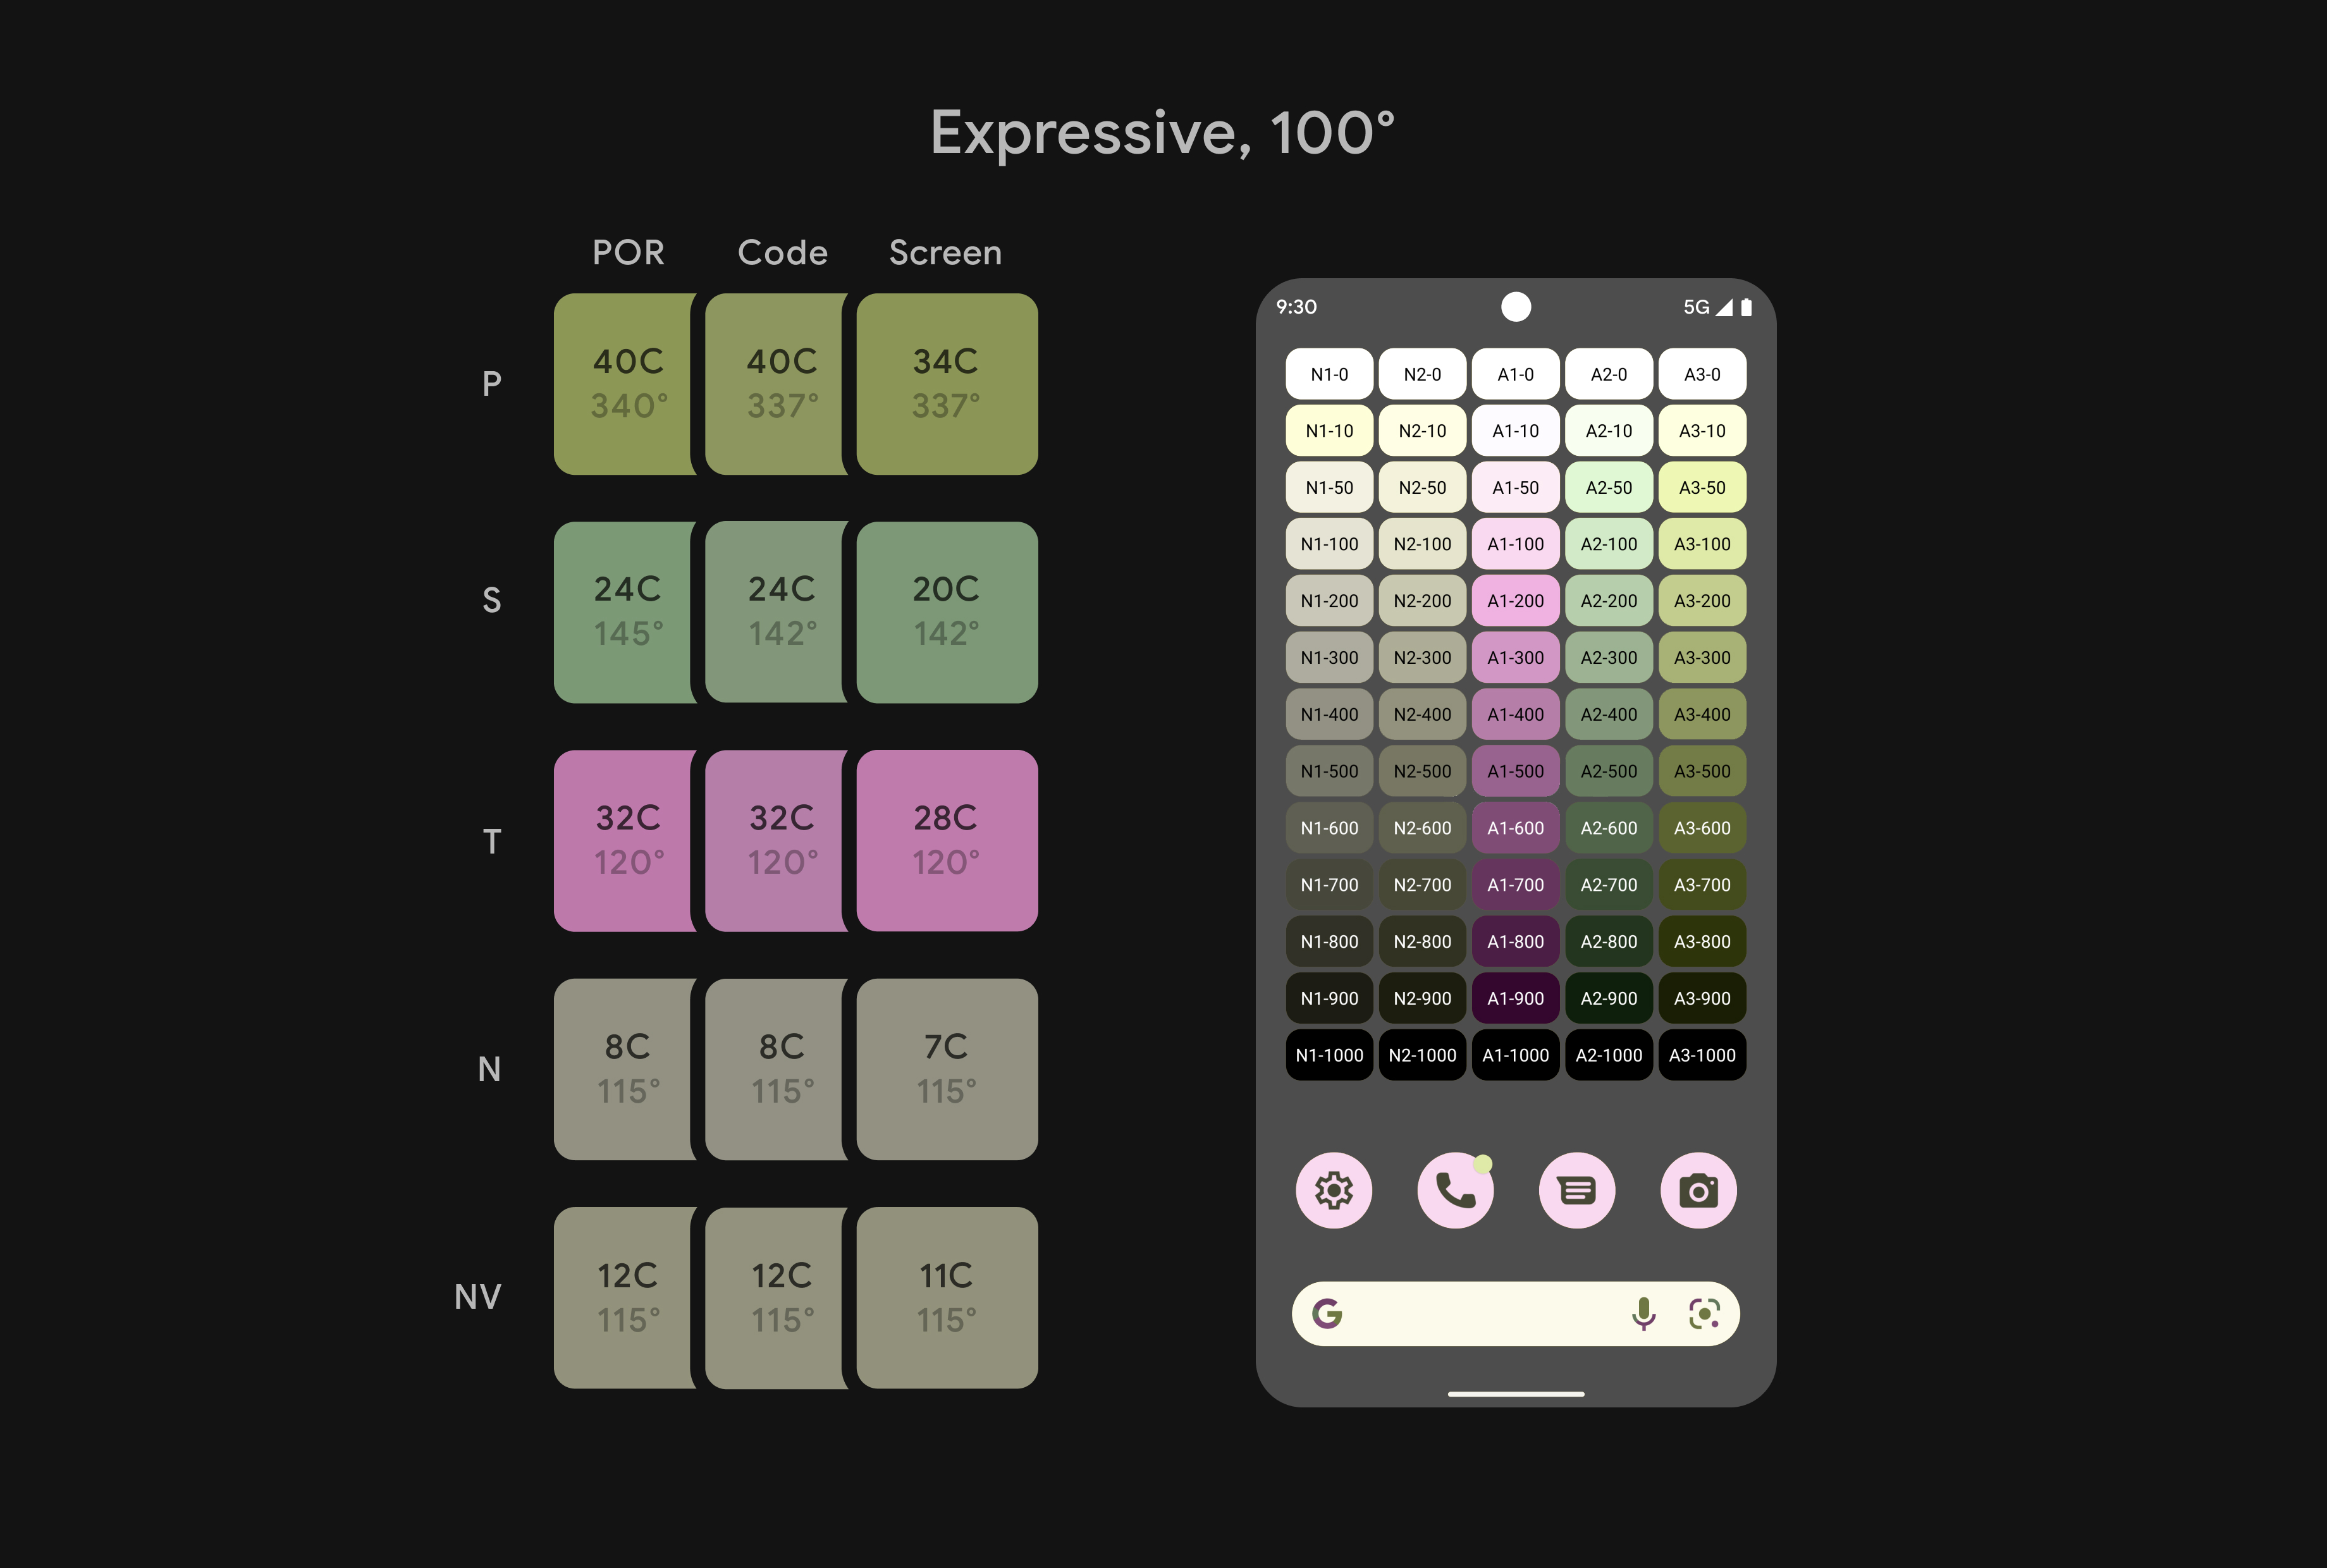 Expressive, 100°
POR Code Screen
P
40C 40C 34C
340° 337° 337°
S
24C 24C 20C
145° 142° 142°
T
32C 32C 28C
120° 120° 120°
N
8C 8C 7C
115° 115° 115°
NV
12C 12C 11C
115° 115° 115°
9:30 5G
N1-0 N2-0 A1-0 A2-0 A3-0
N1-10 N2-10 A1-10 A2-10 A3-10
N1-50 N2-50 A1-50 A2-50 A3-50
N1-100 N2-100 A1-100 A2-100 A3-100
N1-200 N2-200 A1-200 A2-200 A3-200
N1-300 N2-300 A1-300 A2-300 A3-300
N1-400 N2-400 A1-400 A2-400 A3-400
N1-500 N2-500 A1-500 A2-500 A3-500
N1-600 N2-600 A1-600 A2-600 A3-600
N1-700 N2-700 A1-700 A2-700 A3-700
N1-800 N2-800 A1-800 A2-800 A3-800
N1-900 N2-900 A1-900 A2-900 A3-900
N1-1000 N2-1000 A1-1000 A2-1000 A3-1000
G